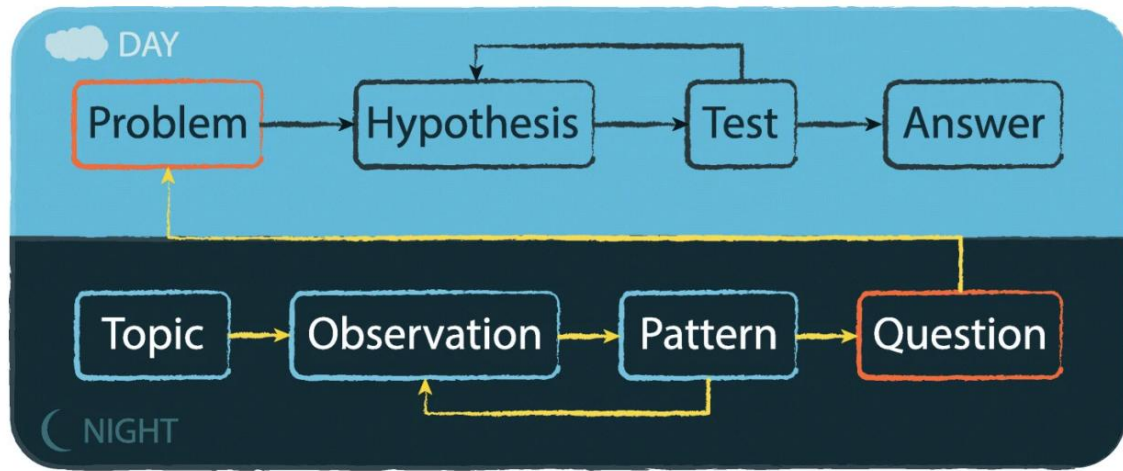 DAY
Problem
Hypothesis
Test
Answer
Topic
Observation
Pattern
Question
NIGHT